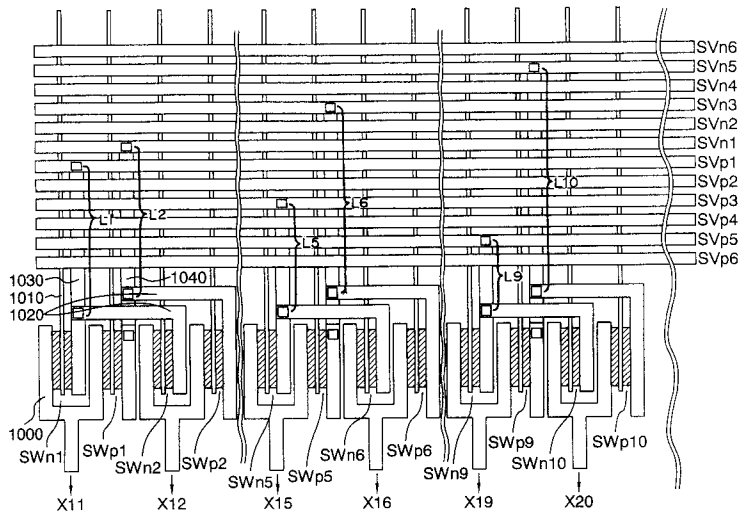 SVn6
SVn5
SVn4
SVn3
SVn2
SVn1
SVp1
SVp2
SVp3
SVp4
SVp5
SVp6
L1
L2
L5
L6
L9
L10
1030
1040
1010
1020
1000
SWn1
SWp1
SWn2
SWp2
SWn5
SWp5
SWn6
SWp6
SWn9
SWp9
SWn10
SWp10
X11
X12
X15
X16
X19
X20